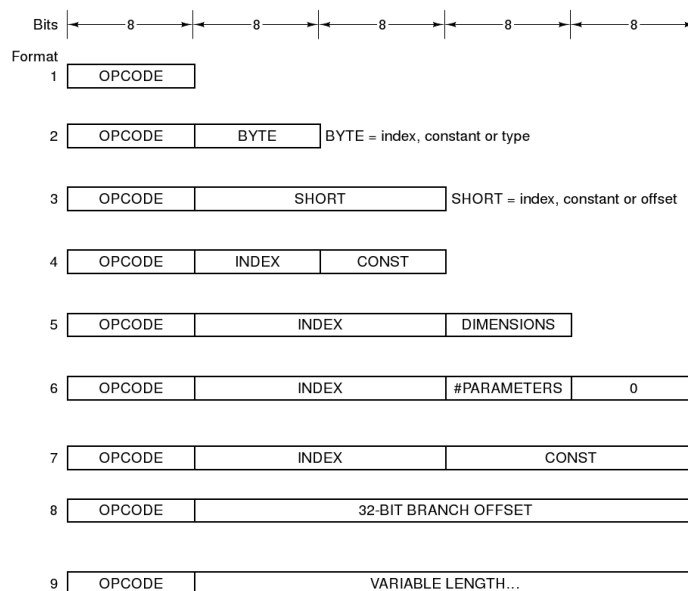 Bits 8 8 8 8 8
Format
1 OPCODE
2 OPCODE BYTE BYTE = index, constant or type
3 OPCODE SHORT SHORT = index, constant or offset
4 OPCODE INDEX CONST
5 OPCODE INDEX DIMENSIONS
6 OPCODE INDEX #PARAMETERS 0
7 OPCODE INDEX CONST
8 OPCODE 32-BIT BRANCH OFFSET
9 OPCODE VARIABLE LENGTH...